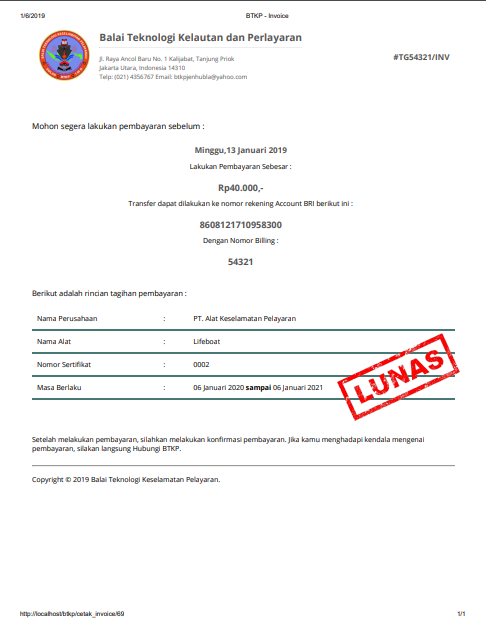 1/6/2019 BTKP - Invoice
Balai Teknologi Kelautan dan Perlayaran
#TG54321/INV
Jl. Raya Ancol Baru No. 1 Kalijabat, Tanjung Priok
Jakarta Utara, Indonesia 14310
Telp: (021) 4356767 Email: btkpjenhubla@yahoo.com
Mohon segera lakukan pembayaran sebelum :
Minggu,13 Januari 2019
Lakukan Pembayaran Sebesar :
Rp40.000,-
Transfer dapat dilakukan ke nomor rekening Account BRI berikut ini :
8608121710958300
Dengan Nomor Billing :
54321
Berikut adalah rincian tagihan pembayaran :
Nama Perusahaan : PT. Alat Keselamatan Pelayaran
Nama Alat : Lifeboat
Nomor Sertifikat : 0002
Masa Berlaku : 06 Januari 2020 sampai 06 Januari 2021
LUNAS
Setelah melakukan pembayaran, silahkan melakukan konfirmasi pembayaran. Jika kamu menghadapi kendala mengenai
pembayaran, silakan langsung Hubungi BTKP.
Copyright © 2019 Balai Teknologi Keselamatan Pelayaran.
http://localhost/btkp/cetak_invoice/69 1/1